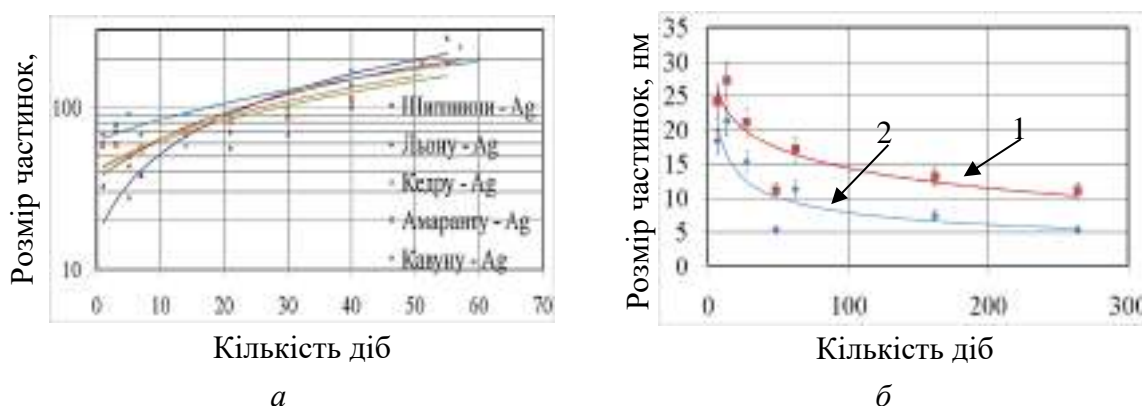 Розмір частинок,
100
10
Шипшини - Ag
Льону - Ag
Кедру - Ag
Амаранту - Ag
Кавуну - Ag
0 10 20 30 40 50 60 70
Кількість діб
а
Розмір частинок, нм
35
30
25
20
15
10
5
0
2
1
0 100 200 300
Кількість діб
б